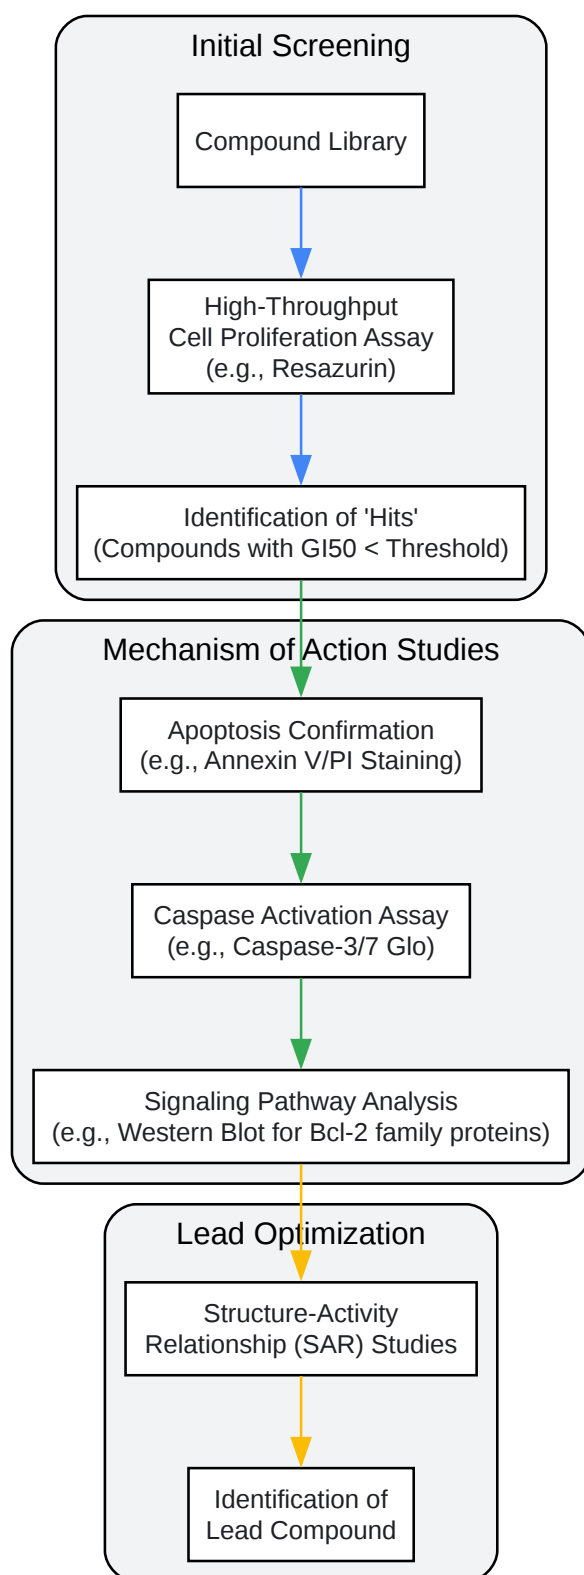 Initial Screening
Compound Library
High-Throughput
Cell Proliferation Assay
(e.g., Resazurin)
Identification of 'Hits'
(Compounds with GI50 < Threshold)
Mechanism of Action Studies
Apoptosis Confirmation
(e.g., Annexin V/PI Staining)
Caspase Activation Assay
(e.g., Caspase-3/7 Glo)
Signaling Pathway Analysis
(e.g., Western Blot for Bcl-2 family proteins)
Lead Optimization
Structure-Activity
Relationship (SAR) Studies
Identification of
Lead Compound